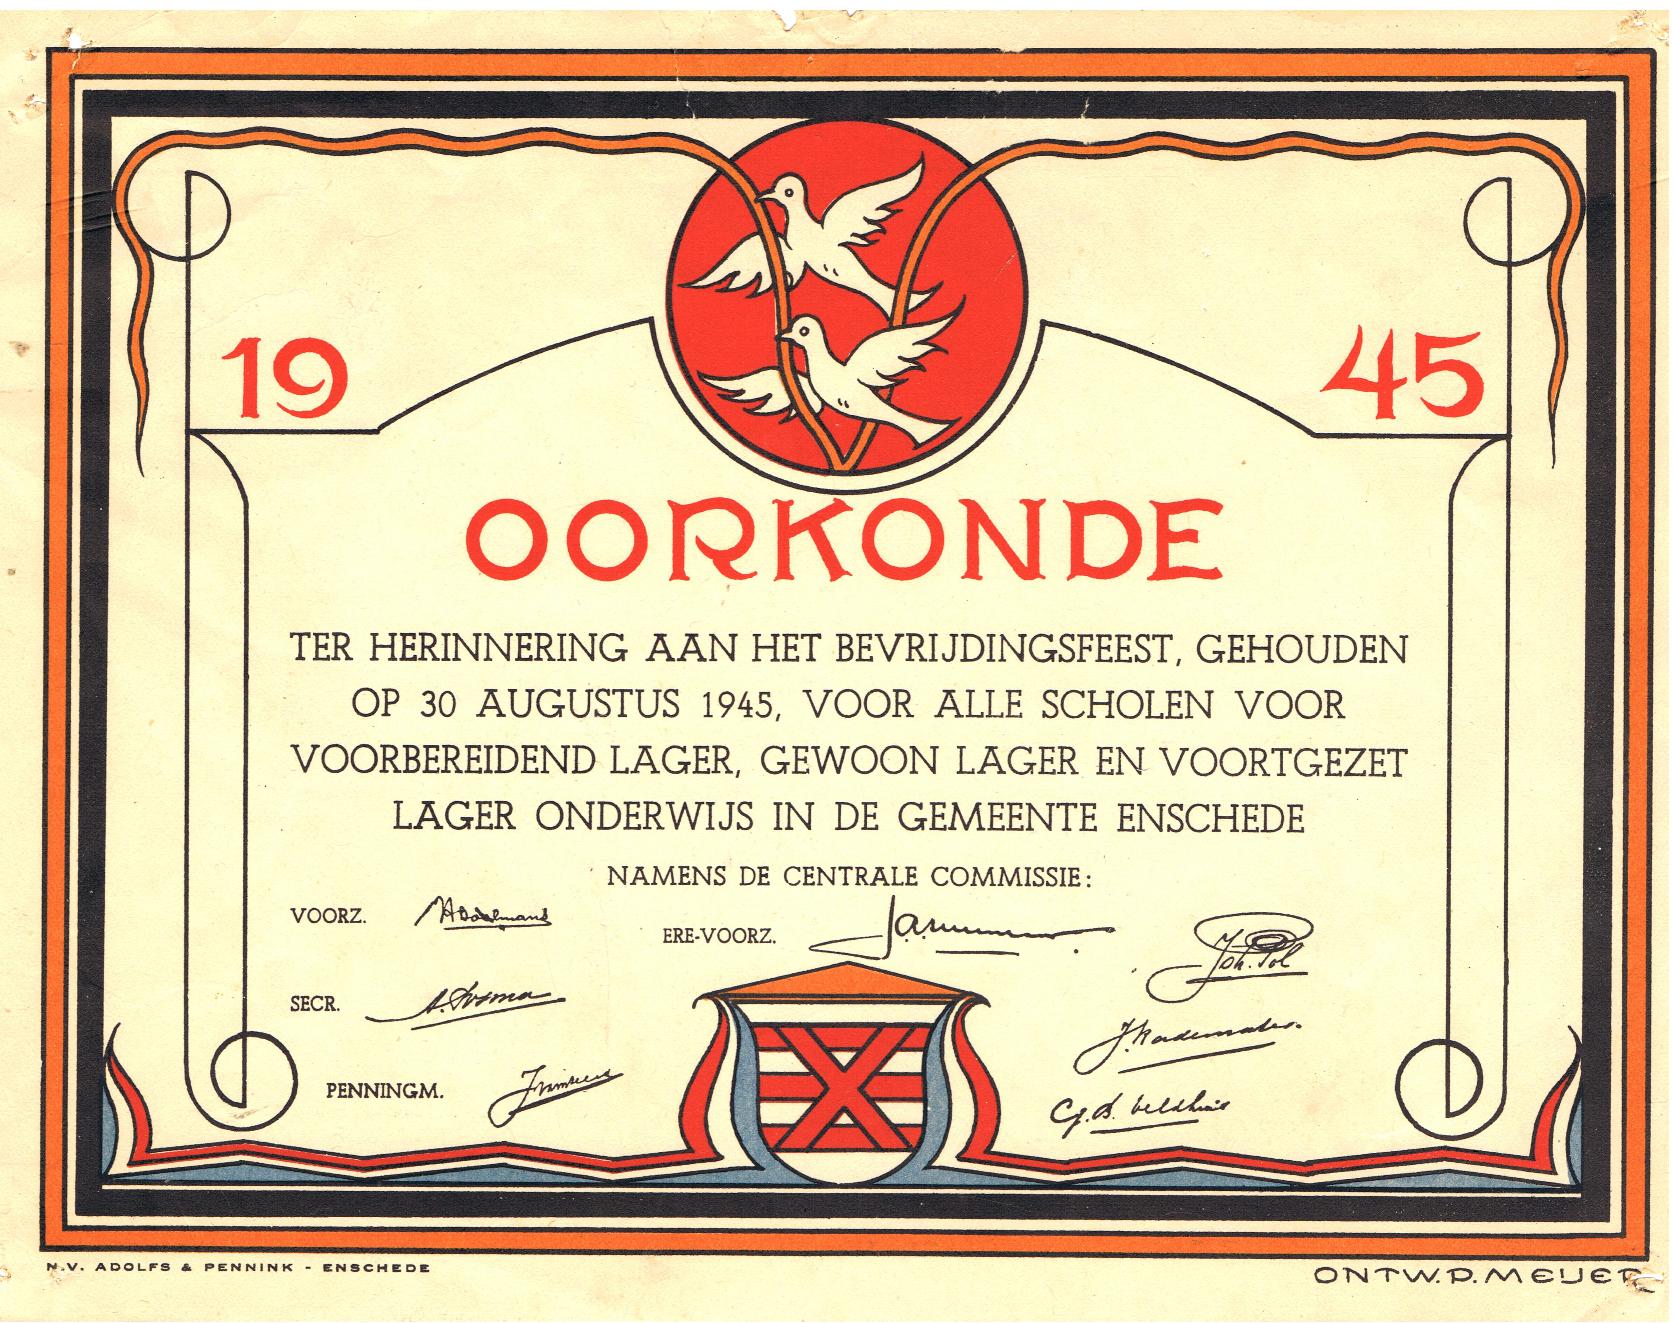 19 45
OORKONDE
TER HERINNERING AAN HET BEVRIJDINGSFEEST, GEHOUDEN
OP 30 AUGUSTUS 1945, VOOR ALLE SCHOLEN VOOR
VOORBEREIDEND LAGER, GEWOON LAGER EN VOORTGEZET
LAGER ONDERWIJS IN DE GEMEENTE ENSCHEDE
NAMENS DE CENTRALE COMMISSIE:
VOORZ.
ERE-VOORZ.
Joh. Pol
SECR.
J. Rademaker.
PENNINGM.
G. B. Veldhuis
N.V. ADOLFS & PENNINK - ENSCHEDE
ONTW. P. MEIJER